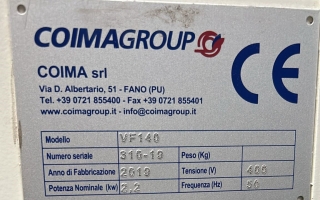 COIMAGROUP
CE
COIMA srl
Via D. Albertario, 51 - FANO (PU)
Tel. +39 0721 855400 - Fax +39 0721 855401
www.coimagroup.it - info@coimagroup.it
Modello VF140
Numero seriale 310-19 Peso (Kg)
Anno di Fabbricazione 2019 Tensione (V) 400
Potenza Nominale (kw) 2,2 Frequenza (Hz) 50